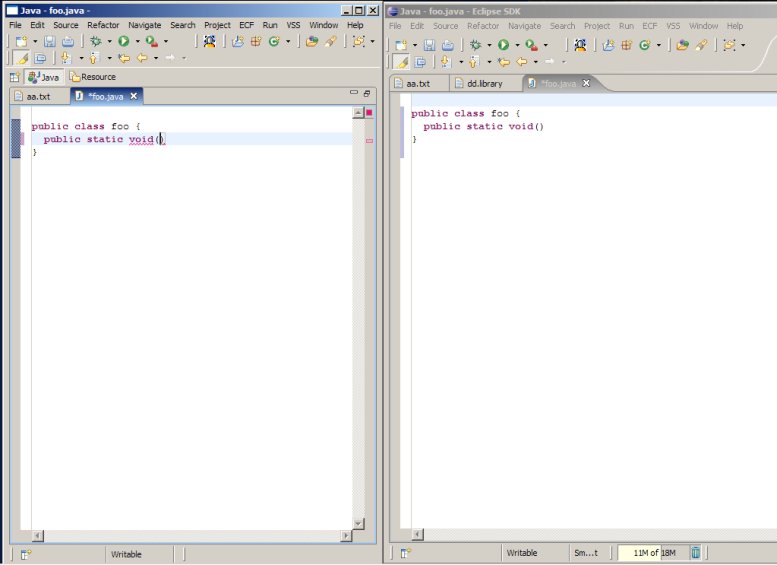 Java - foo.java -
File Edit Source Refactor Navigate Search Project ECF Run VSS Window Help
Java Resource
aa.txt *foo.java
public class foo {
public static void()
}
Writable
Java - foo.java - Eclipse SDK
File Edit Source Refactor Navigate Search Project ECF Run VSS Window Help
aa.txt dd.library *foo.java
public class foo {
public static void()
}
Writable Sm...t 11M of 18M